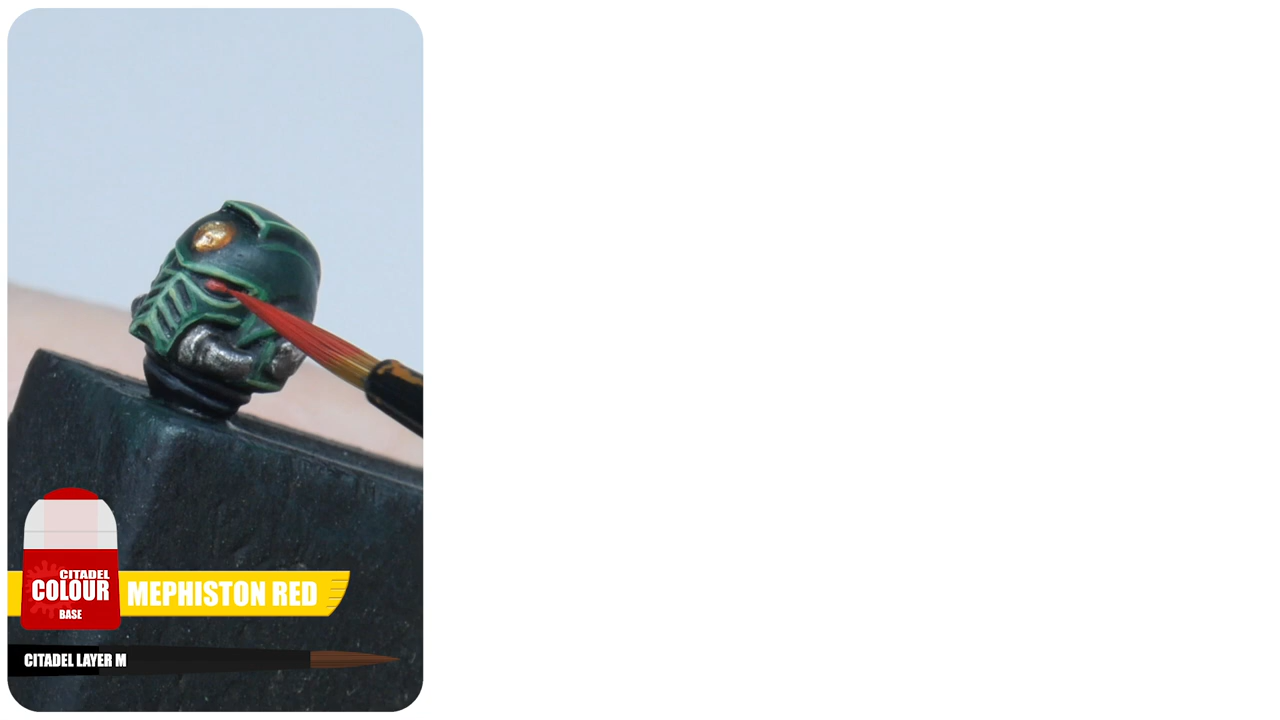 CITADEL
COLOUR
BASE
MEPHISTON RED
CITADEL LAYER M